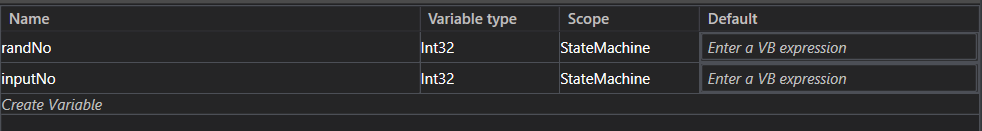 Name Variable type Scope Default
randNo Int32 StateMachine Enter a VB expression
inputNo Int32 StateMachine Enter a VB expression
Create Variable